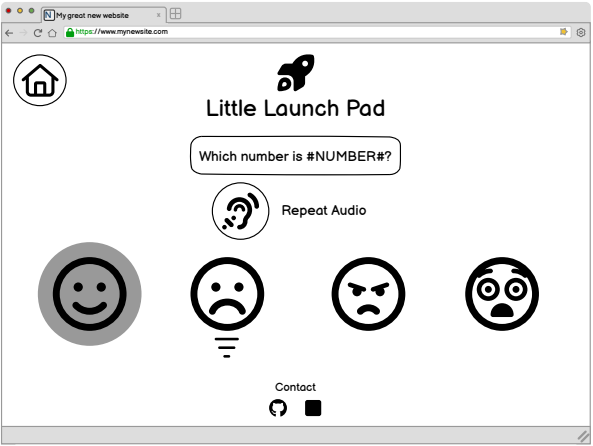 My great new website
https://www.mynewsite.com
Little Launch Pad
Which number is #NUMBER#?
Repeat Audio
Contact